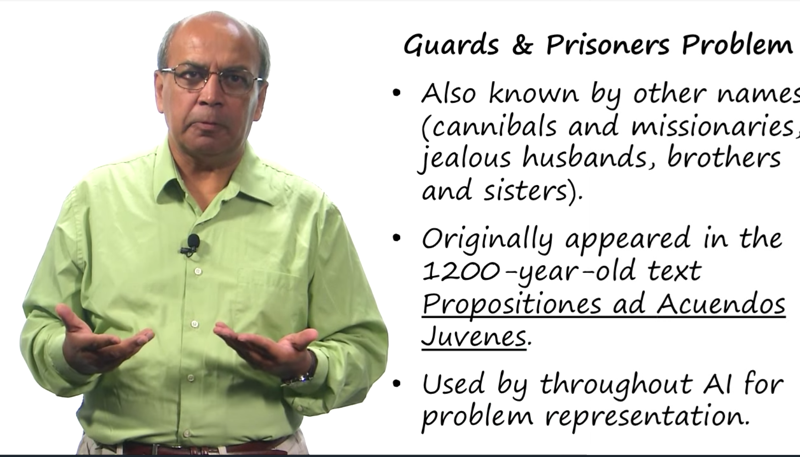 Guards & Prisoners Problem
• Also known by other names
(cannibals and missionaries,
jealous husbands, brothers
and sisters).
• Originally appeared in the
1200-year-old text
Propositiones ad Acuendos
Juvenes.
• Used by throughout AI for
problem representation.